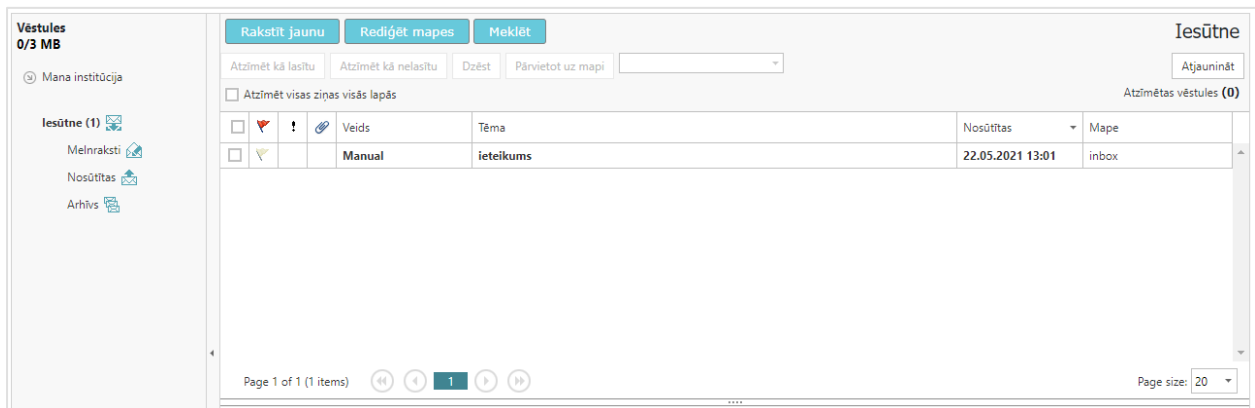 Vēstules
0/3 MB
Mana institūcija
Iesūtne (1)
Melnraksti
Nosūtītas
Arhīvs
Rakstīt jaunu Rediģēt mapes Meklēt
Iesūtne
Atzīmēt kā lasītu Atzīmēt kā nelasītu Dzēst Pārvietot uz mapi
Atjaunināt
Atzīmēt visas ziņas visās lapās
Atzīmētas vēstules (0)
Veids Tēma Nosūtītas Mape
Manual ieteikums 22.05.2021 13:01 inbox
Page 1 of 1 (1 items) 1
Page size: 20